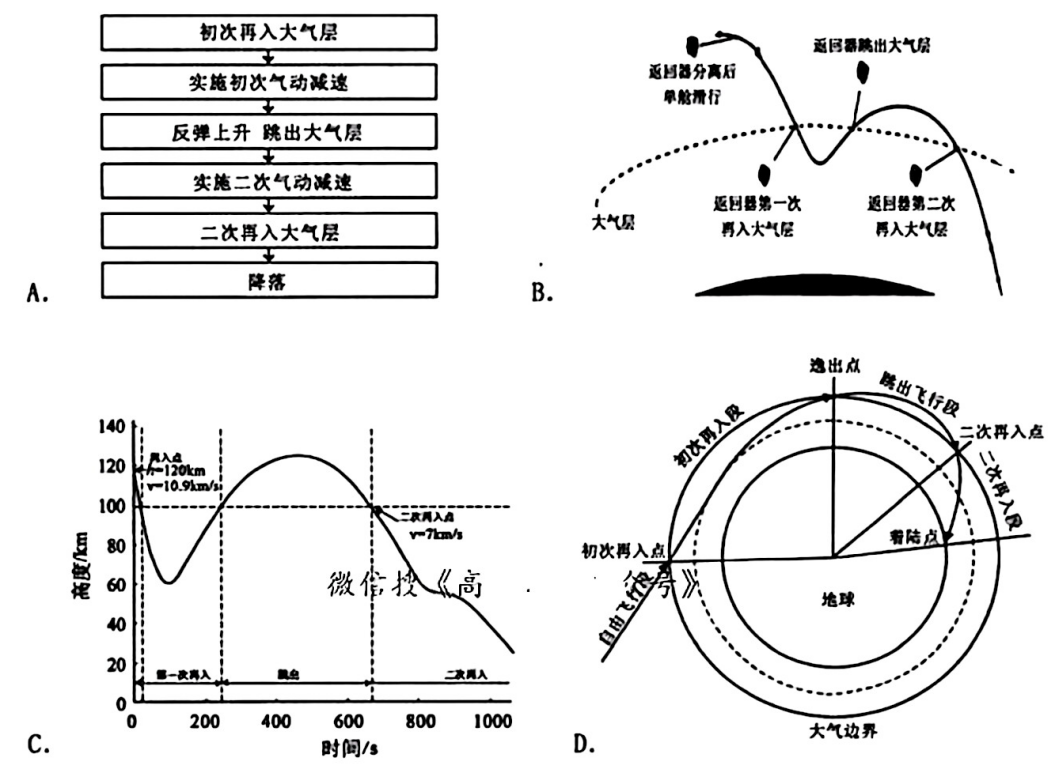 初次再入大气层
实施初次气动减速
反弹上升 跳出大气层
实施二次气动减速
二次再入大气层
降落
A.
返回器分离后
单舱滑行
返回器跳出大气层
返回器第一次
再入大气层
返回器第二次
再入大气层
大气层
B.
高度/km
140
120
100
80
60
40
20
0
再入点
h=120km
v=10.9km/s
二次再入点
v=7km/s
第一次再入
跳出
二次再入
0
200
400
600
800
1000
时间/s
微信搜《高
号》
C.
逸出点
跳出飞行段
初次再入段
二次再入点
二次再入段
着陆点
初次再入点
自由飞行段
地球
大气边界
D.